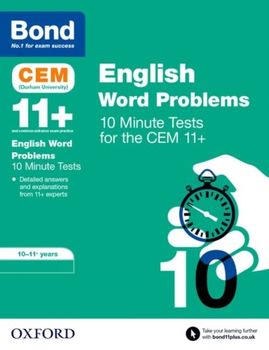 Bond
No.1 for exam success
CEM
(Durham University)
11+
and common entrance exam practice
English Word
Problems
10 Minute Tests
• Detailed answers
and explanations
from 11+ experts
10–11+ years
English
Word Problems
10 Minute Tests
for the CEM 11+
10
OXFORD
Take your learning further
with bond11plus.co.uk